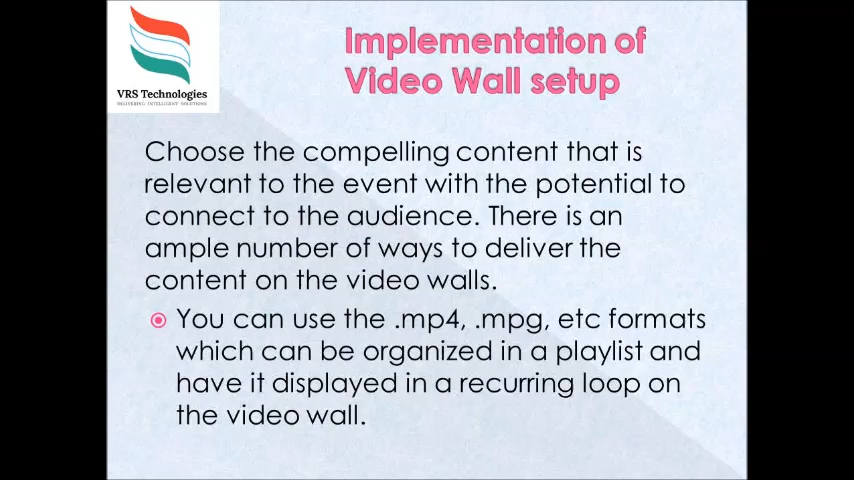 VRS Technologies
DELIVERING INTELLIGENT SOLUTIONS
Implementation of
Video Wall setup
Choose the compelling content that is
relevant to the event with the potential to
connect to the audience. There is an
ample number of ways to deliver the
content on the video walls.
You can use the .mp4, .mpg, etc formats
which can be organized in a playlist and
have it displayed in a recurring loop on
the video wall.